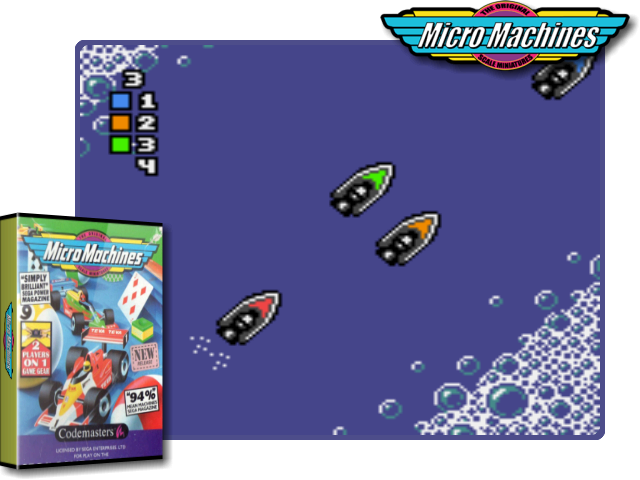 THE ORIGINAL
Micro Machines
SCALE MINIATURES
3
1
2
3
4
Micro Machines
"SIMPLY
BRILLIANT"
SEGA POWER
MAGAZINE
9
2
PLAYERS
ON 1
GAME GEAR
NEW
"94%"
MEAN MACHINES
SEGA MAGAZINE
Codemasters
LICENSED BY SEGA ENTERPRISES LTD.
FOR PLAY ON THE